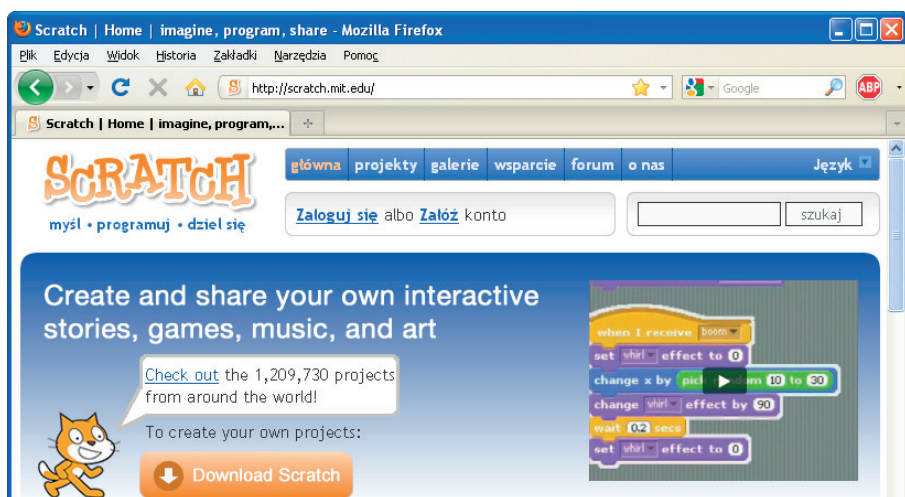 Scratch | Home | imagine, program, share - Mozilla Firefox
Plik Edycja Widok Historia Zakładki Narzędzia Pomoc
http://scratch.mit.edu/ Google ABP
Scratch | Home | imagine, program,...
SCRATCH
myśl • programuj • dziel się
główna projekty galerie wsparcie forum o nas Język
Zaloguj się albo Załóż konto szukaj
Create and share your own interactive
stories, games, music, and art
Check out the 1,209,730 projects
from around the world!
To create your own projects:
Download Scratch
when I receive boom
set whirl effect to 0
change x by pick random 10 to 30
change whirl effect by 90
wait 0.2 secs
set whirl effect to 0